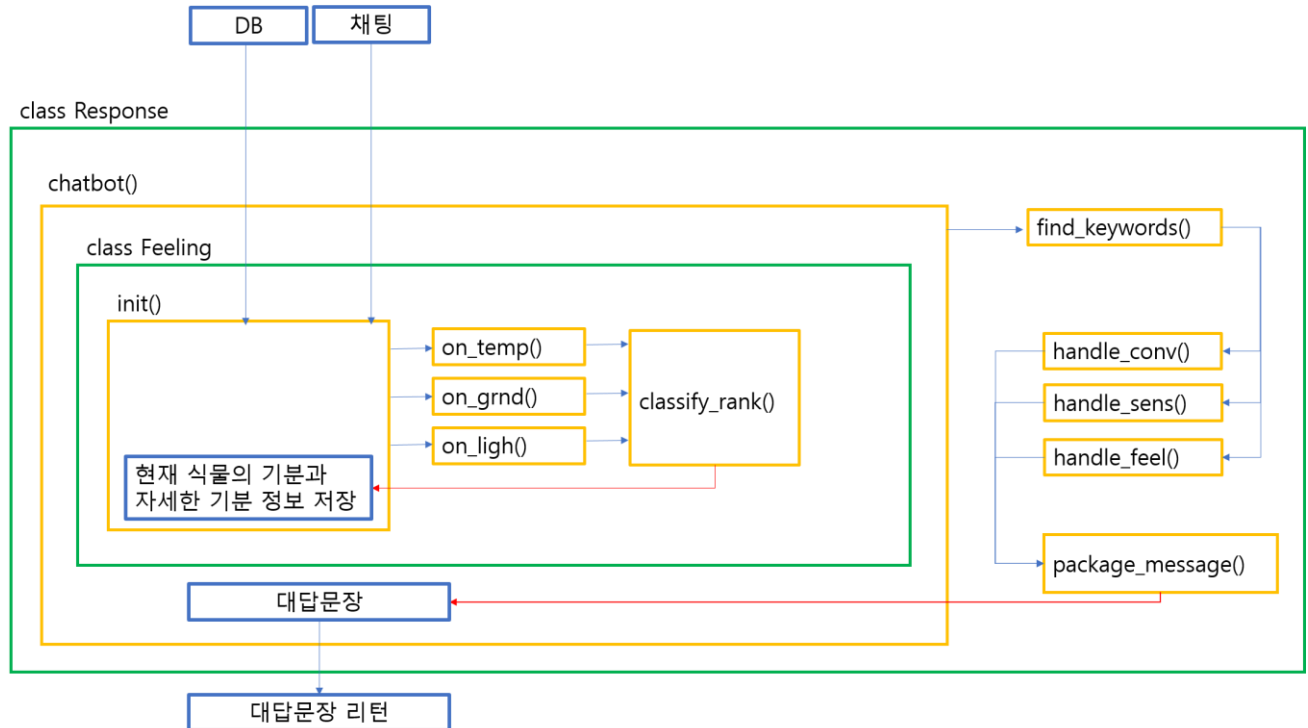 DB
채팅
class Response
chatbot()
find_keywords()
class Feeling
init()
on_temp()
handle_conv()
on_grnd()
classify_rank()
handle_sens()
on_ligh()
handle_feel()
현재 식물의 기분과
자세한 기분 정보 저장
package_message()
대답문장
대답문장 리턴